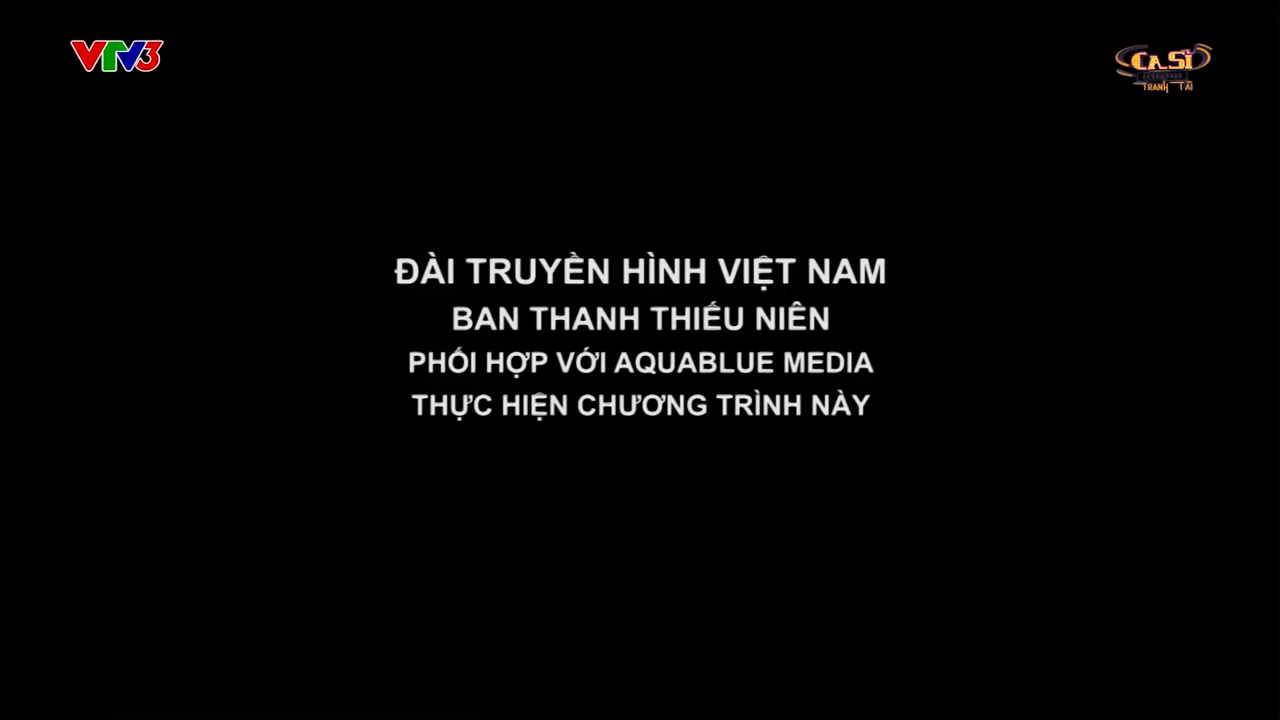 VTV3
CA SĨ
TRANH TÀI
ĐÀI TRUYỀN HÌNH VIỆT NAM
BAN THANH THIẾU NIÊN
PHỐI HỢP VỚI AQUABLUE MEDIA
THỰC HIỆN CHƯƠNG TRÌNH NÀY